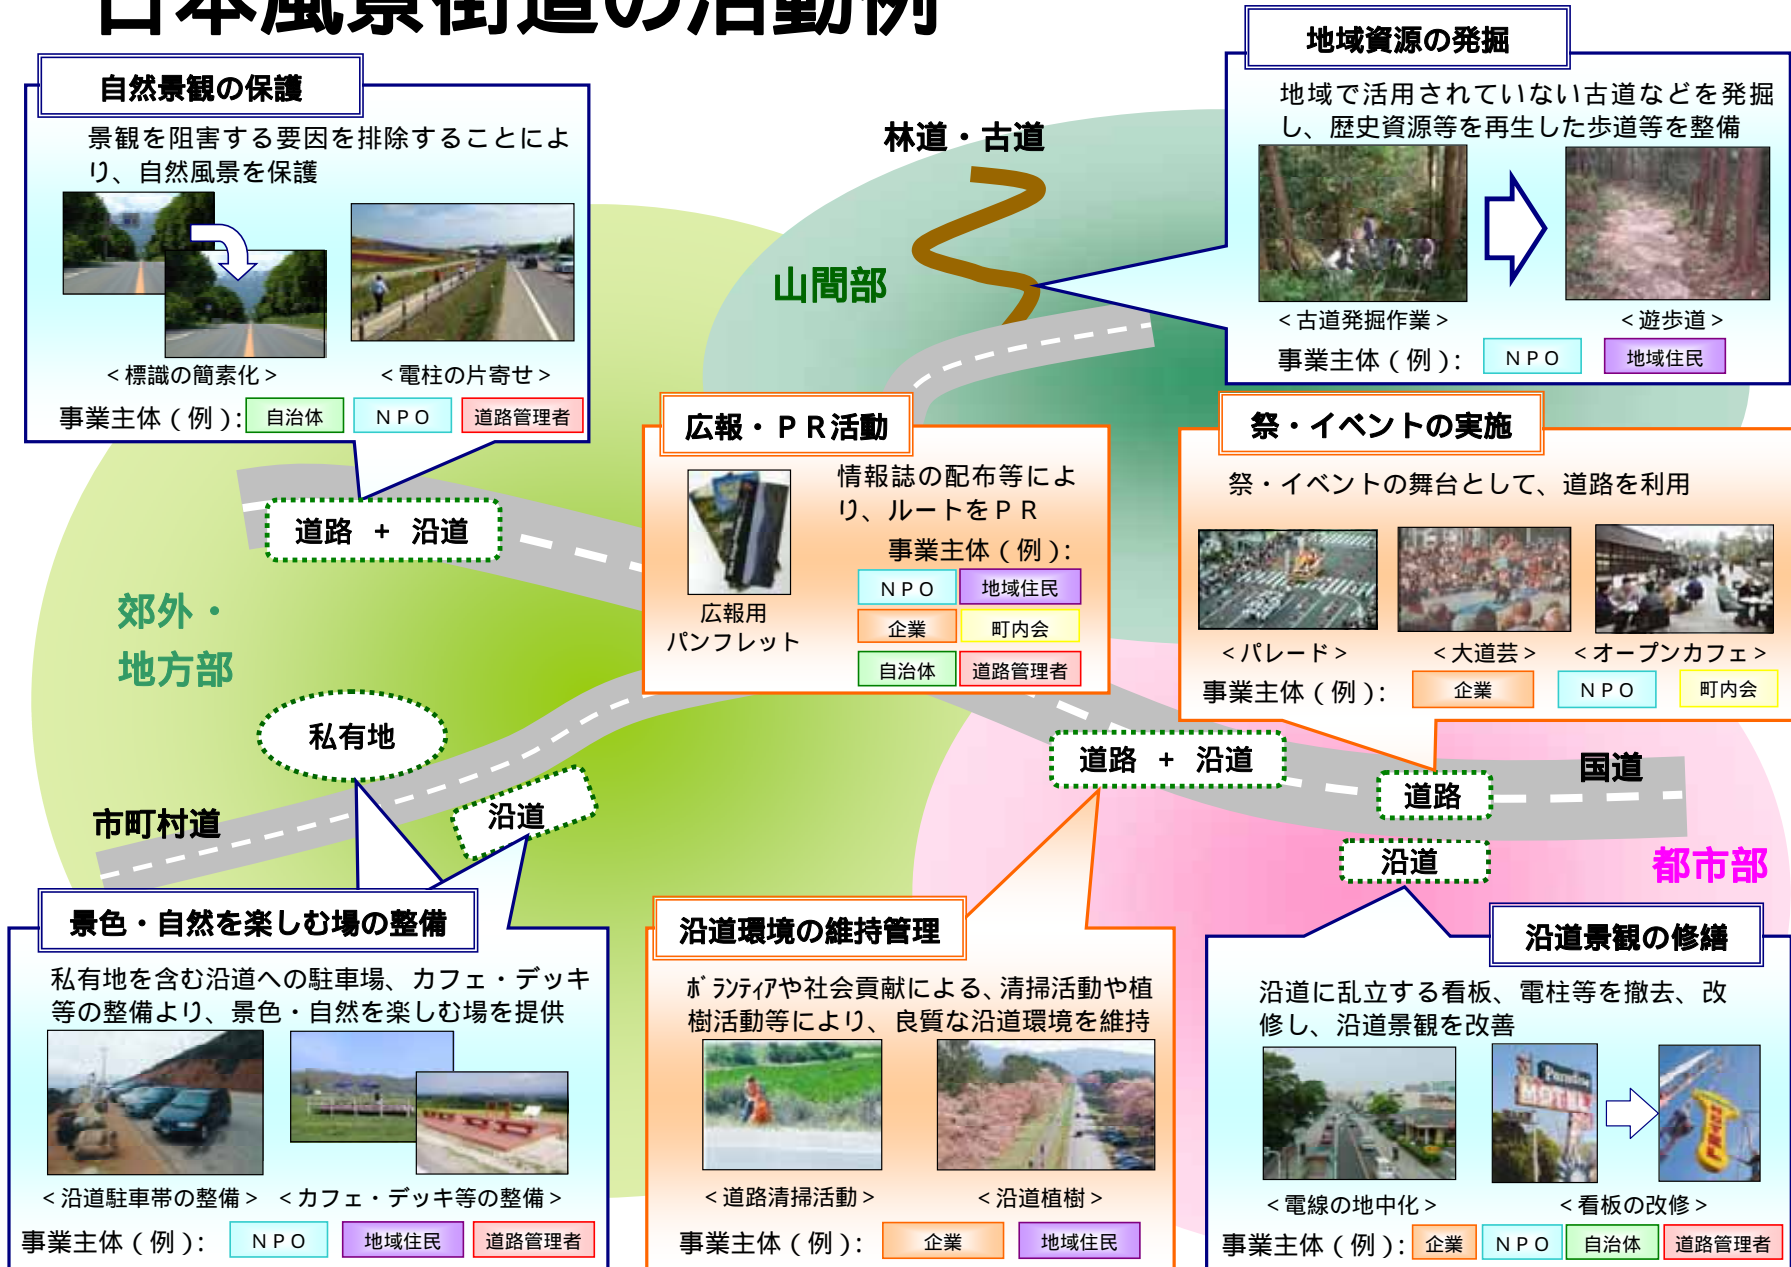 日本風景街道の活動例
自然景観の保護
景観を阻害する要因を排除することによ
り、自然風景を保護
＜標識の簡素化＞
＜電柱の片寄せ＞
事業主体（例）：
自治体
ＮＰＯ
道路管理者
地域資源の発掘
地域で活用されていない古道などを発掘
し、歴史資源等を再生した歩道等を整備
＜古道発掘作業＞
＜遊歩道＞
事業主体（例）：
ＮＰＯ
地域住民
林道・古道
山間部
広報・ＰＲ活動
情報誌の配布等によ
り、ルートをＰＲ
広報用
パンフレット
事業主体（例）：
ＮＰＯ
地域住民
企業
町内会
自治体
道路管理者
祭・イベントの実施
祭・イベントの舞台として、道路を利用
＜パレード＞
＜大道芸＞
＜オープンカフェ＞
事業主体（例）：
企業
ＮＰＯ
町内会
道路 + 沿道
郊外・
地方部
私有地
沿道
市町村道
道路 + 沿道
道路
国道
沿道
都市部
景色・自然を楽しむ場の整備
私有地を含む沿道への駐車場、カフェ・デッキ
等の整備より、景色・自然を楽しむ場を提供
＜沿道駐車帯の整備＞
＜カフェ・デッキ等の整備＞
事業主体（例）：
ＮＰＯ
地域住民
道路管理者
沿道環境の維持管理
ﾎﾞﾗﾝﾃｨｱや社会貢献による、清掃活動や植
樹活動等により、良質な沿道環境を維持
＜道路清掃活動＞
＜沿道植樹＞
事業主体（例）：
企業
地域住民
沿道景観の修繕
沿道に乱立する看板、電柱等を撤去、改
修し、沿道景観を改善
MOTEL
＜電線の地中化＞
＜看板の改修＞
事業主体（例）：
企業
ＮＰＯ
自治体
道路管理者